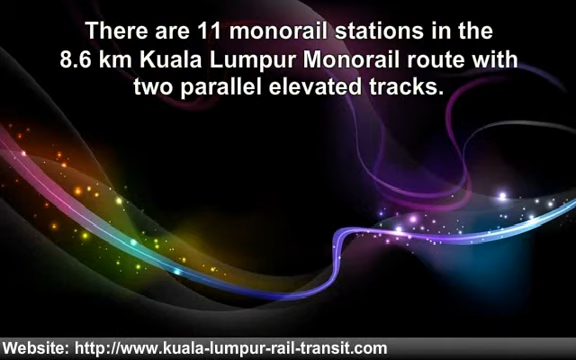 There are 11 monorail stations in the
8.6 km Kuala Lumpur Monorail route with
two parallel elevated tracks.
Website: http://www.kuala-lumpur-rail-transit.com